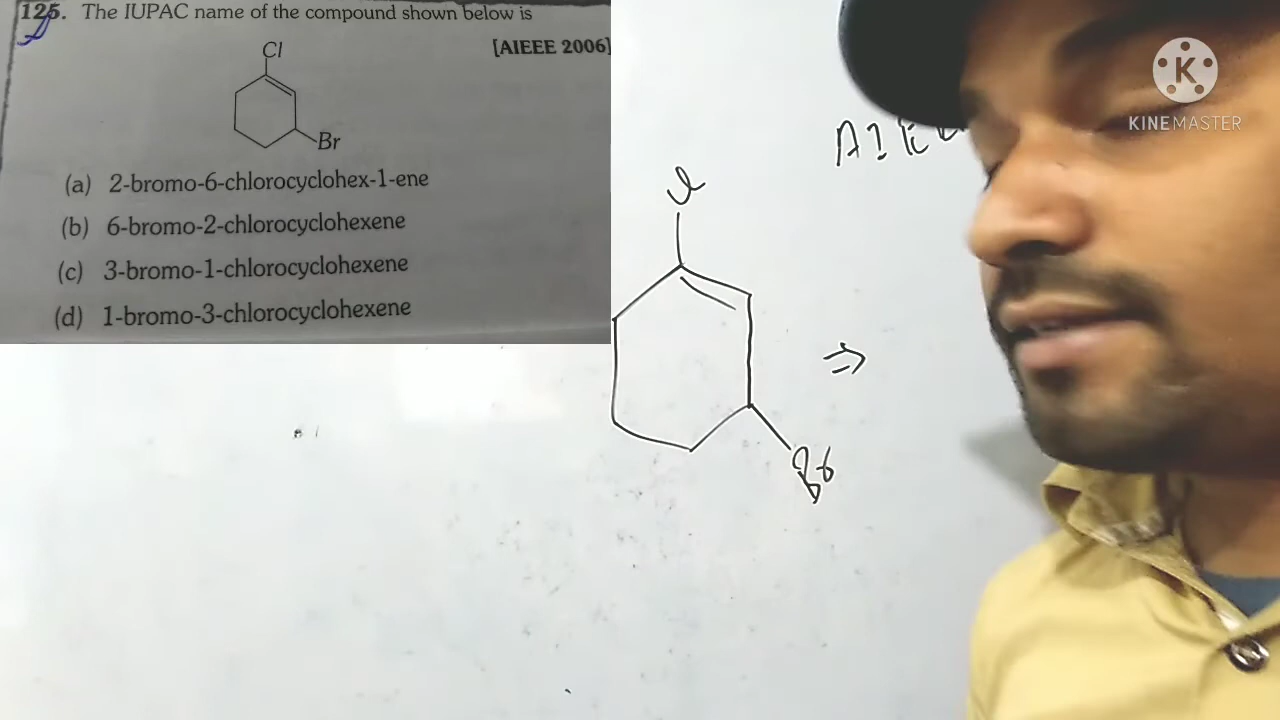 125. The IUPAC name of the compound shown below is
[AIEEE 2006]
Cl
Br
(a) 2-bromo-6-chlorocyclohex-1-ene
(b) 6-bromo-2-chlorocyclohexene
(c) 3-bromo-1-chlorocyclohexene
(d) 1-bromo-3-chlorocyclohexene
K
KINEMASTER
Cl
⇒
Br